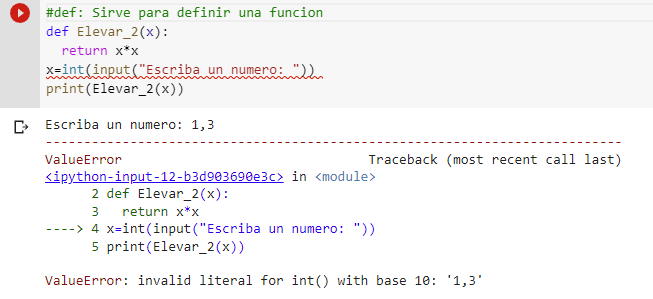 #def: Sirve para definir una funcion
def Elevar_2(x):
  return x*x
x=int(input("Escriba un numero: "))
print(Elevar_2(x))
Escriba un numero: 1,3
---------------------------------------------------------------------------
ValueError                                Traceback (most recent call last)
<ipython-input-12-b3d903690e3c> in <module>
      2 def Elevar_2(x):
      3   return x*x
----> 4 x=int(input("Escriba un numero: "))
      5 print(Elevar_2(x))
ValueError: invalid literal for int() with base 10: '1,3'